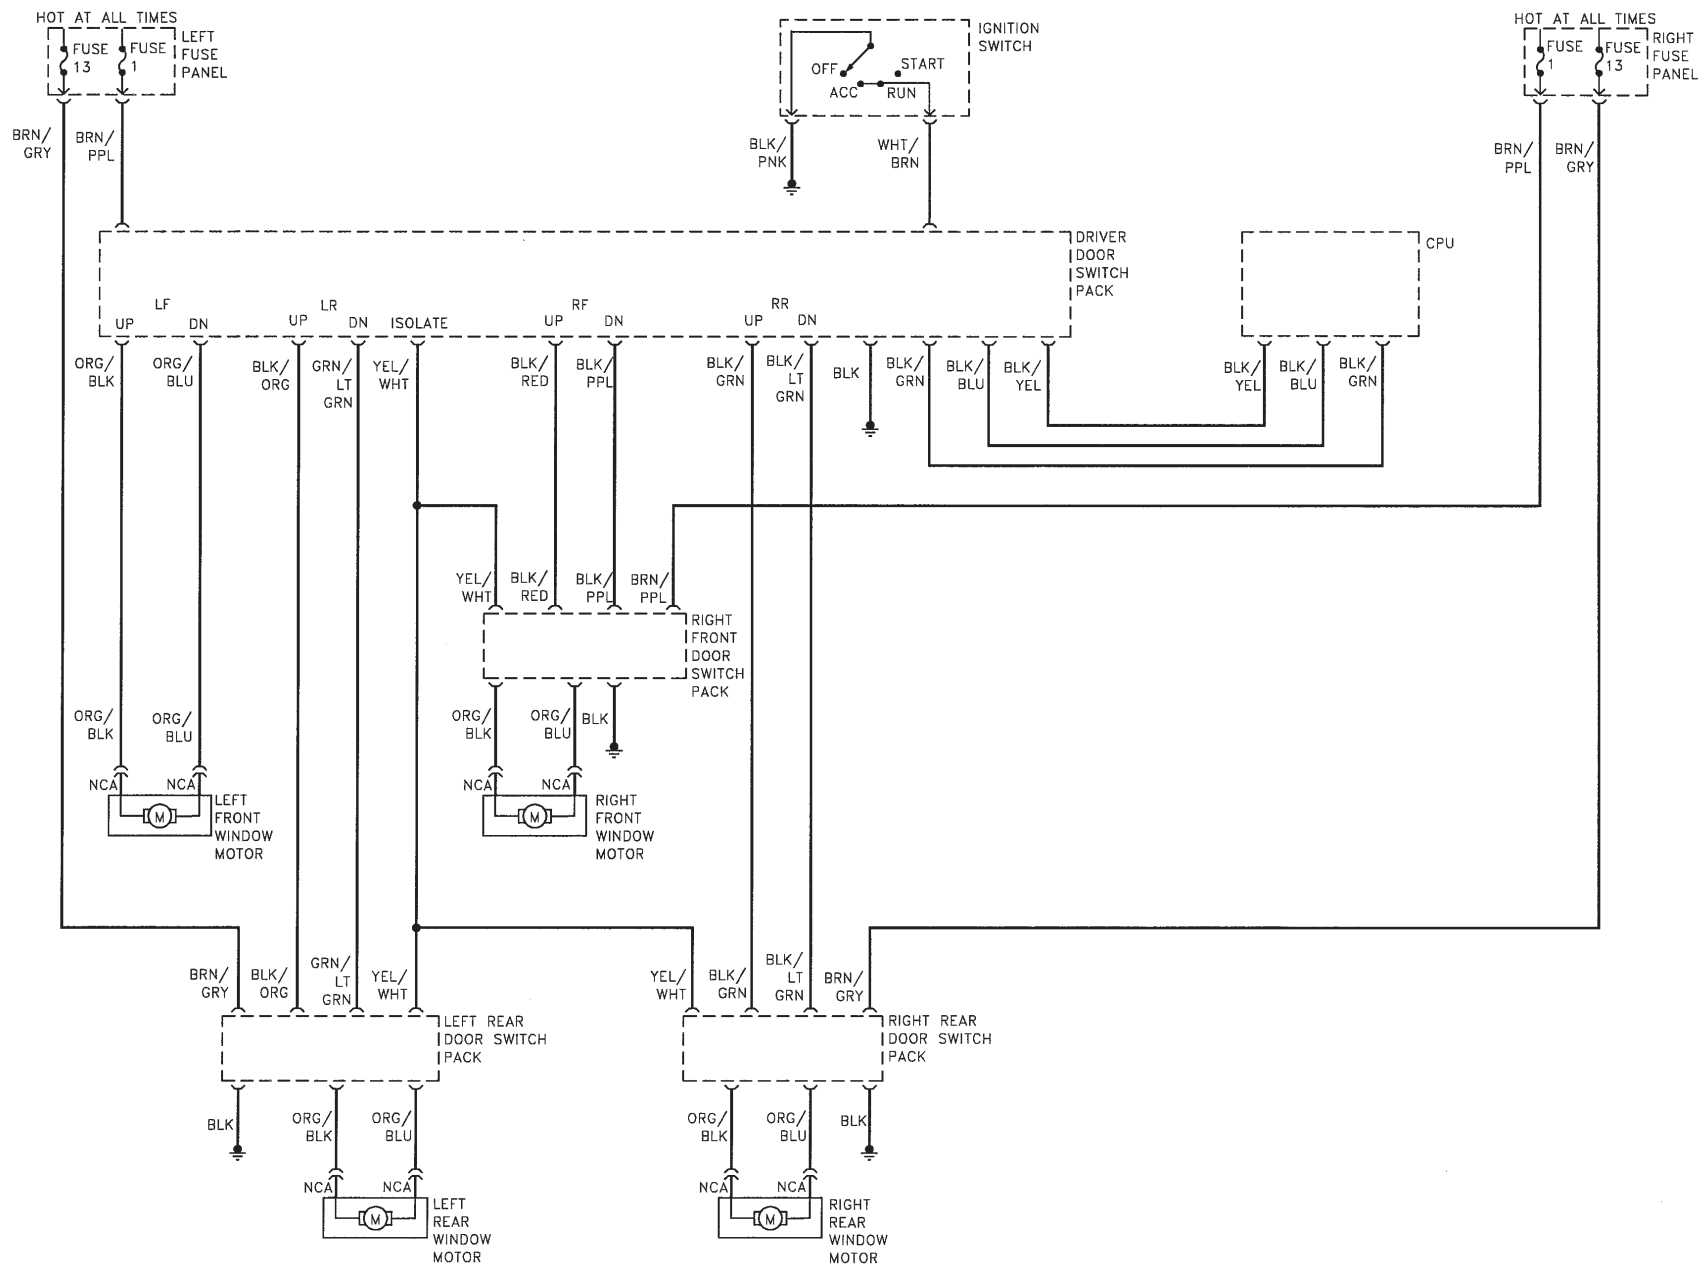 HOT AT ALL TIMES
FUSE
13
FUSE
1
LEFT
FUSE
PANEL
IGNITION
SWITCH
OFF
START
ACC
RUN
HOT AT ALL TIMES
FUSE
1
FUSE
13
RIGHT
FUSE
PANEL
BRN/
GRY
BRN/
PPL
BLK/
PNK
WHT/
BRN
BRN/
PPL
BRN/
GRY
DRIVER
DOOR
SWITCH
PACK
CPU
LF
UP
DN
LR
UP
DN
ISOLATE
RF
UP
DN
RR
UP
DN
ORG/
BLK
ORG/
BLU
BLK/
ORG
GRN/
LT
GRN
YEL/
WHT
BLK/
RED
BLK/
PPL
BLK/
GRN
BLK/
LT
GRN
BLK
BLK/
GRN
BLK/
BLU
BLK/
YEL
BLK/
YEL
BLK/
BLU
BLK/
GRN
YEL/
WHT
BLK/
RED
BLK/
PPL
BRN/
PPL
RIGHT
FRONT
DOOR
SWITCH
PACK
ORG/
BLK
ORG/
BLU
ORG/
BLK
ORG/
BLU
BLK
NCA
NCA
M
LEFT
FRONT
WINDOW
MOTOR
NCA
NCA
M
RIGHT
FRONT
WINDOW
MOTOR
BRN/
GRY
BLK/
ORG
GRN/
LT
GRN
YEL/
WHT
YEL/
WHT
BLK/
GRN
BLK/
LT
GRN
BRN/
GRY
LEFT REAR
DOOR SWITCH
PACK
RIGHT REAR
DOOR SWITCH
PACK
BLK
ORG/
BLK
ORG/
BLU
ORG/
BLK
ORG/
BLU
BLK
NCA
NCA
M
LEFT
REAR
WINDOW
MOTOR
NCA
NCA
M
RIGHT
REAR
WINDOW
MOTOR